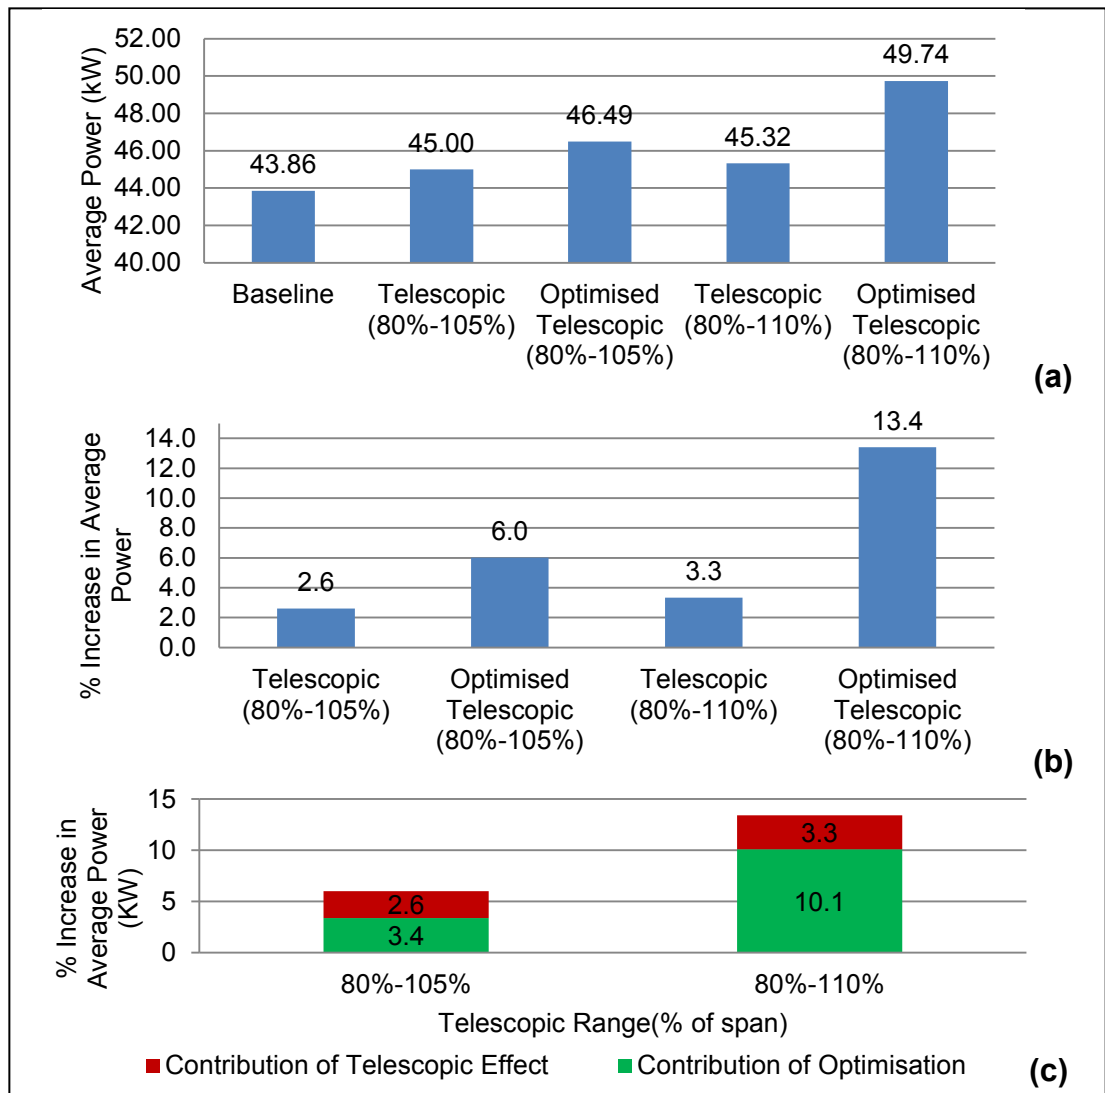 Average Power (kW)
52.00
50.00
48.00
46.00
44.00
42.00
40.00
43.86
45.00
46.49
45.32
49.74
Baseline
Telescopic
(80%-105%)
Optimised
Telescopic
(80%-105%)
Telescopic
(80%-110%)
Optimised
Telescopic
(80%-110%)
(a)
% Increase in Average
Power
14.0
12.0
10.0
8.0
6.0
4.0
2.0
0.0
2.6
6.0
3.3
13.4
Telescopic
(80%-105%)
Optimised
Telescopic
(80%-105%)
Telescopic
(80%-110%)
Optimised
Telescopic
(80%-110%)
(b)
% Increase in
Average Power
(KW)
15
10
5
0
2.6
3.4
3.3
10.1
80%-105%
80%-110%
Telescopic Range(% of span)
Contribution of Telescopic Effect
Contribution of Optimisation
(c)